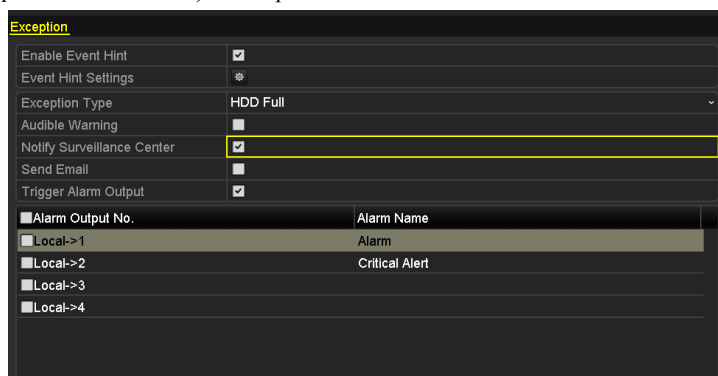 Exception
Enable Event Hint
Event Hint Settings
Exception Type HDD Full
Audible Warning
Notify Surveillance Center
Send Email
Trigger Alarm Output
Alarm Output No. Alarm Name
Local->1 Alarm
Local->2 Critical Alert
Local->3
Local->4